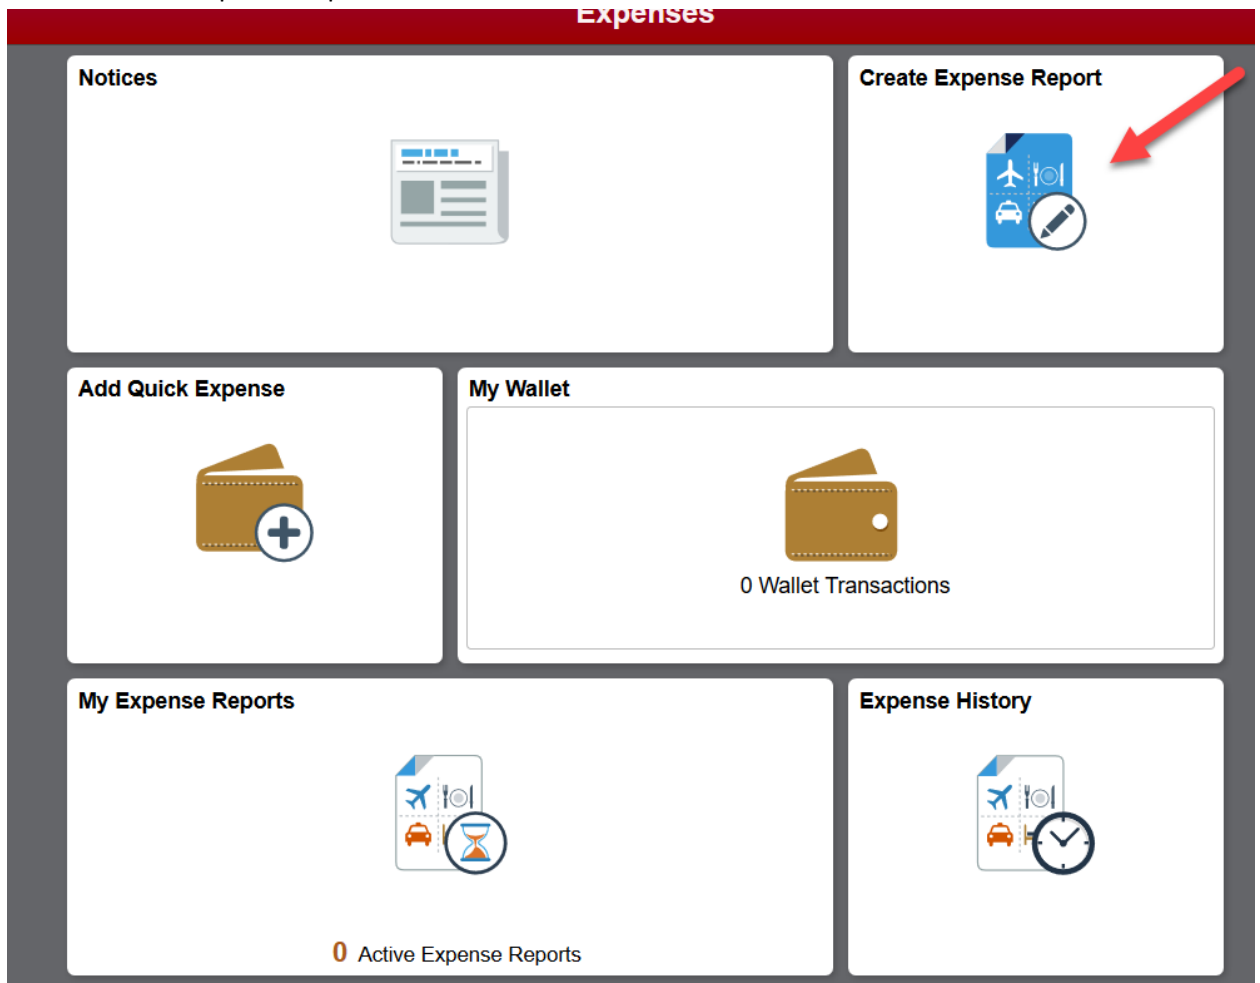 Expenses
Notices
Create Expense Report
Add Quick Expense
My Wallet
0 Wallet Transactions
My Expense Reports
Expense History
0 Active Expense Reports